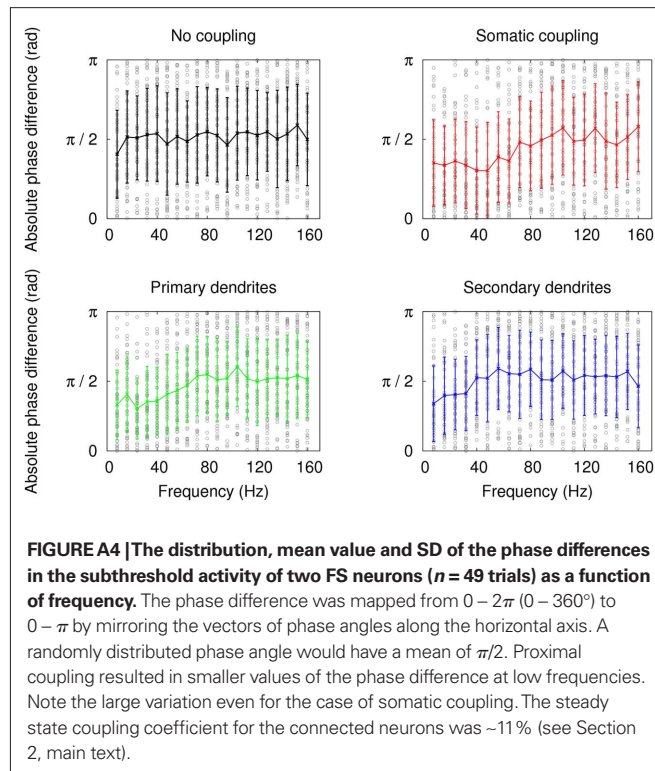 No coupling
Somatic coupling
Absolute phase difference (rad)
π
π / 2
0
0 40 80 120 160
π
π / 2
0
0 40 80 120 160
Primary dendrites
Secondary dendrites
Absolute phase difference (rad)
π
π / 2
0
0 40 80 120 160
Frequency (Hz)
π
π / 2
0
0 40 80 120 160
Frequency (Hz)
FIGURE A4 | The distribution, mean value and SD of the phase differences
in the subthreshold activity of two FS neurons (n = 49 trials) as a function
of frequency. The phase difference was mapped from 0 – 2π (0 – 360°) to
0 – π by mirroring the vectors of phase angles along the horizontal axis. A
randomly distributed phase angle would have a mean of π/2. Proximal
coupling resulted in smaller values of the phase difference at low frequencies.
Note the large variation even for the case of somatic coupling. The steady
state coupling coefficient for the connected neurons was ~11% (see Section
2, main text).